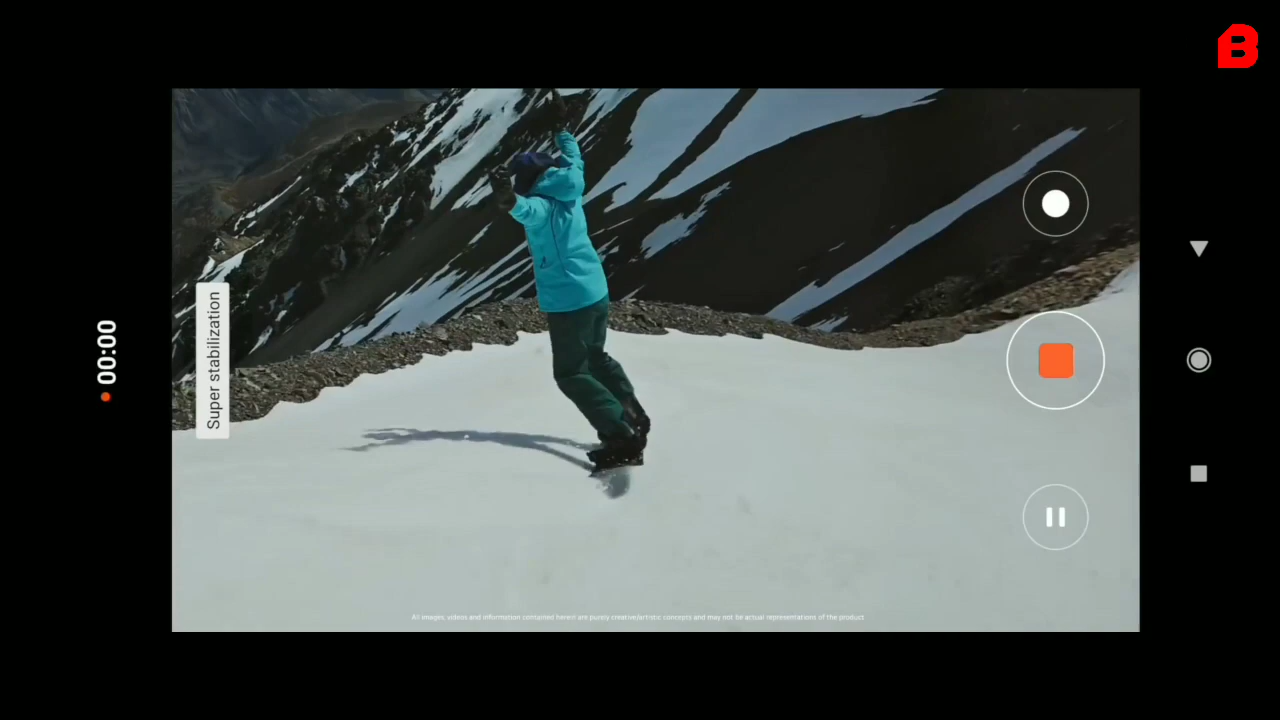 B
00:00
Super stabilization
All images, videos and information contained herein are purely creative/artistic concepts and may not be actual representations of the product